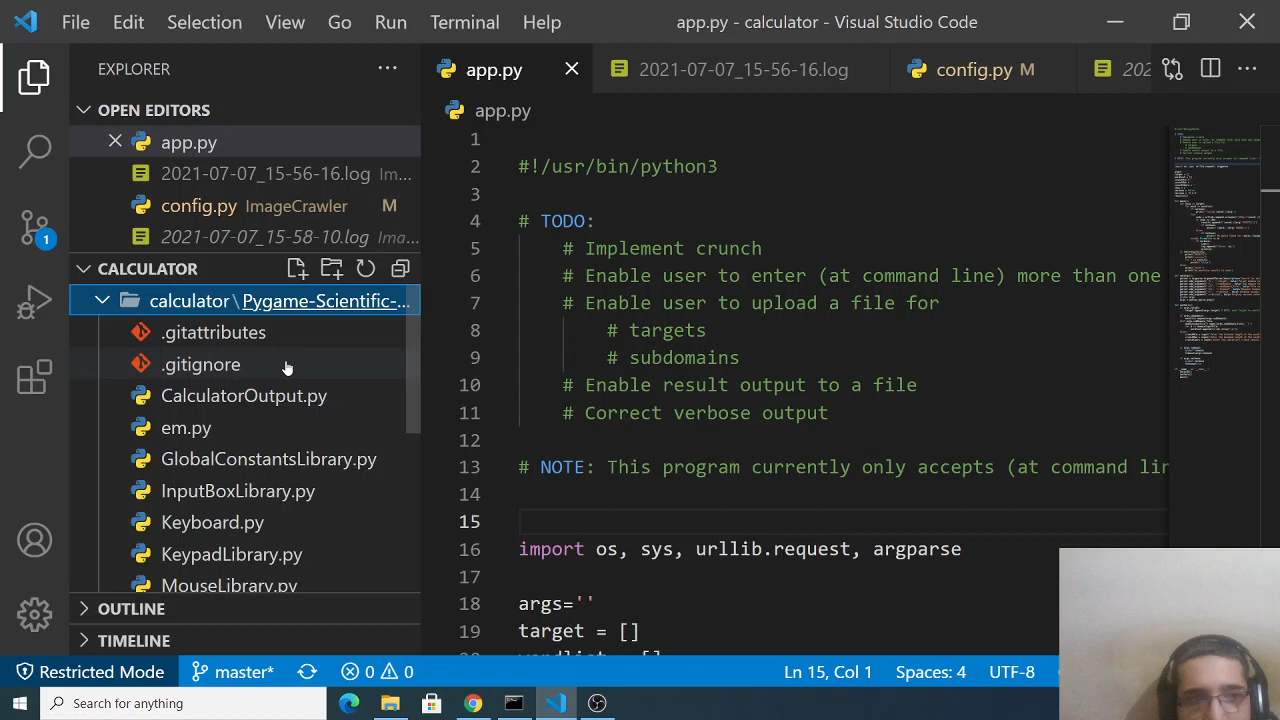 File Edit Selection View Go Run Terminal Help app.py - calculator - Visual Studio Code
EXPLORER
OPEN EDITORS
app.py
2021-07-07_15-56-16.log Im...
config.py ImageCrawler M
2021-07-07_15-58-10.log Ima...
CALCULATOR
calculator\Pygame-Scientific-...
.gitattributes
.gitignore
CalculatorOutput.py
em.py
GlobalConstantsLibrary.py
InputBoxLibrary.py
Keyboard.py
KeypadLibrary.py
MouseLibrary.py
OUTLINE
TIMELINE
1
app.py 2021-07-07_15-56-16.log config.py M 202
app.py
1
2 #!/usr/bin/python3
3
4 # TODO:
5 # Implement crunch
6 # Enable user to enter (at command line) more than one
7 # Enable user to upload a file for
8 # targets
9 # subdomains
10 # Enable result output to a file
11 # Correct verbose output
12
13 # NOTE: This program currently only accepts (at command lin
14
15
16 import os, sys, urllib.request, argparse
17
18 args=''
19 target = []
Restricted Mode master* 0 0 Ln 15, Col 1 Spaces: 4 UTF-8
Search for anything